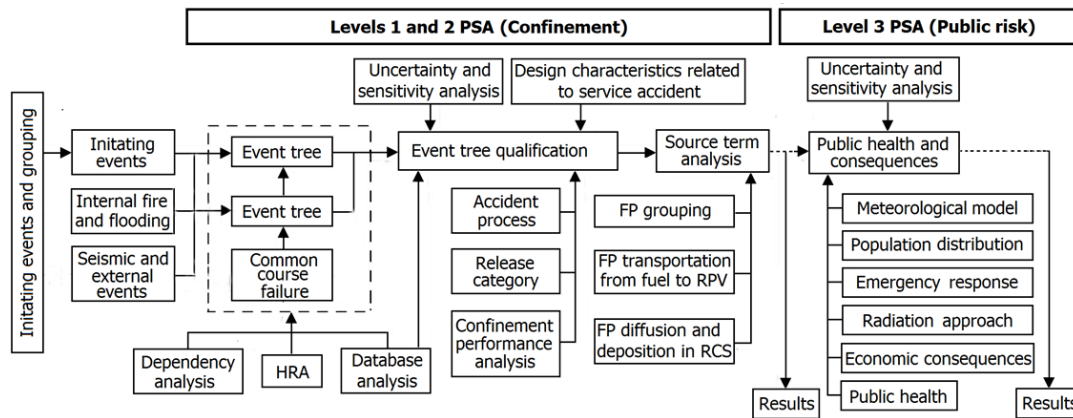 Levels 1 and 2 PSA (Confinement)
Level 3 PSA (Public risk)
Initiating events and grouping
Uncertainty and
sensitivity analysis
Design characteristics related
to service accident
Uncertainty and
sensitivity analysis
Initating
events
Event tree
Event tree qualification
Source term
analysis
Public health and
consequences
Internal fire
and flooding
Event tree
Accident
process
FP grouping
Meteorological model
Population distribution
Seismic and
external
events
Common
course
failure
Release
category
FP transportation
from fuel to RPV
Emergency response
Radiation approach
Confinement
performance
analysis
FP diffusion and
deposition in RCS
Economic consequences
Dependency
analysis
HRA
Database
analysis
Results
Public health
Results